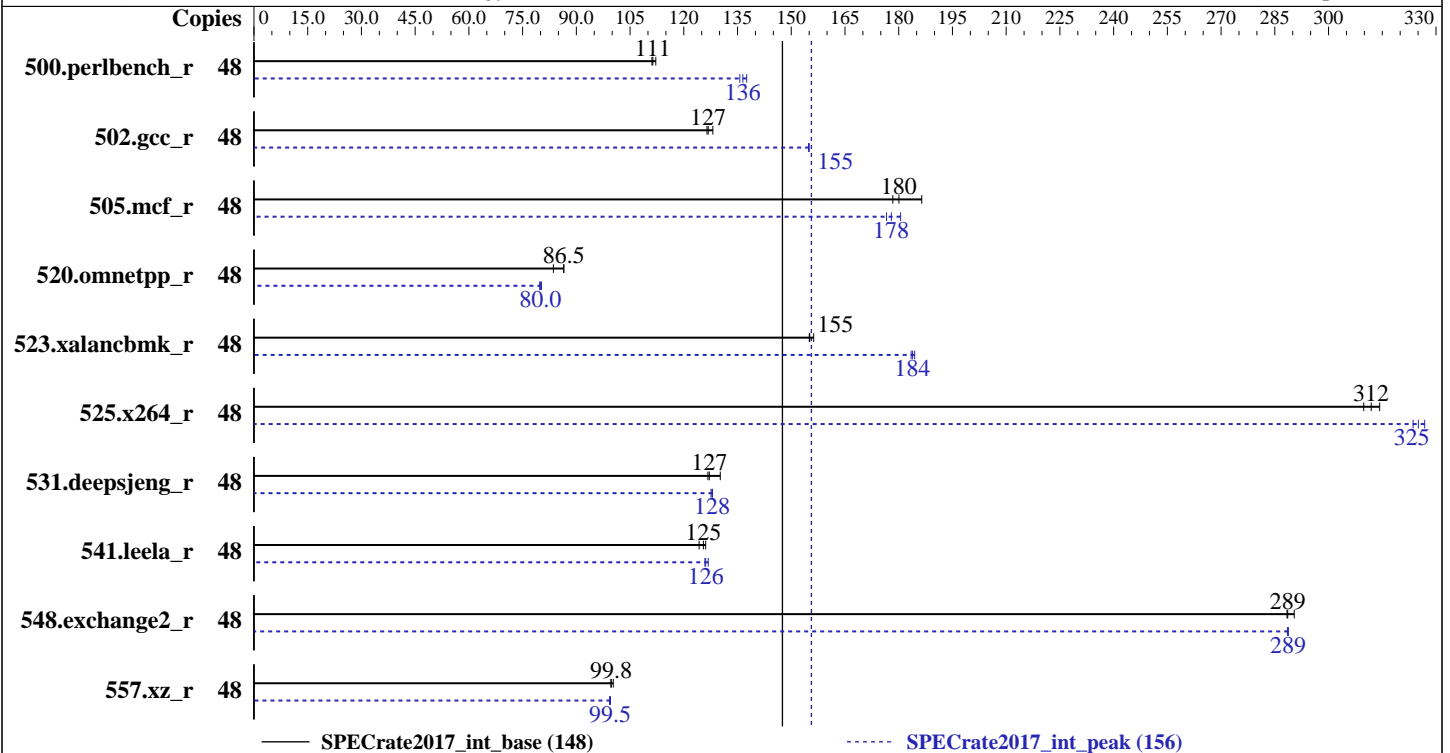 Copies 0 15.0 30.0 45.0 60.0 75.0 90.0 105 120 135 150 165 180 195 210 225 240 255 270 285 300 330
111
500.perlbench_r 48
136
127
502.gcc_r 48
155
180
505.mcf_r 48
178
86.5
520.omnetpp_r 48
80.0
155
523.xalancbmk_r 48
184
312
525.x264_r 48
325
127
531.deepsjeng_r 48
128
125
541.leela_r 48
126
289
548.exchange2_r 48
289
99.8
557.xz_r 48
99.5
SPECrate2017_int_base (148) SPECrate2017_int_peak (156)